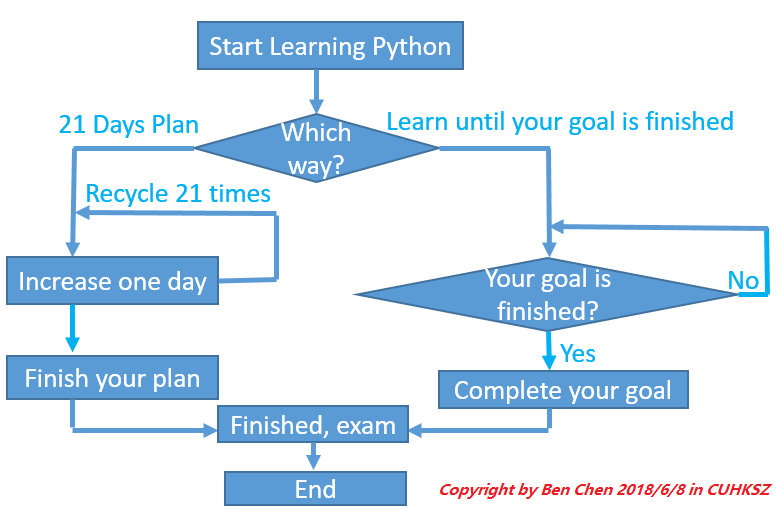 Start Learning Python
21 Days Plan
Which
way?
Learn until your goal is finished
Recycle 21 times
Increase one day
Your goal is
finished?
No
Yes
Finish your plan
Complete your goal
Finished, exam
End
Copyright by Ben Chen 2018/6/8 in CUHKSZ